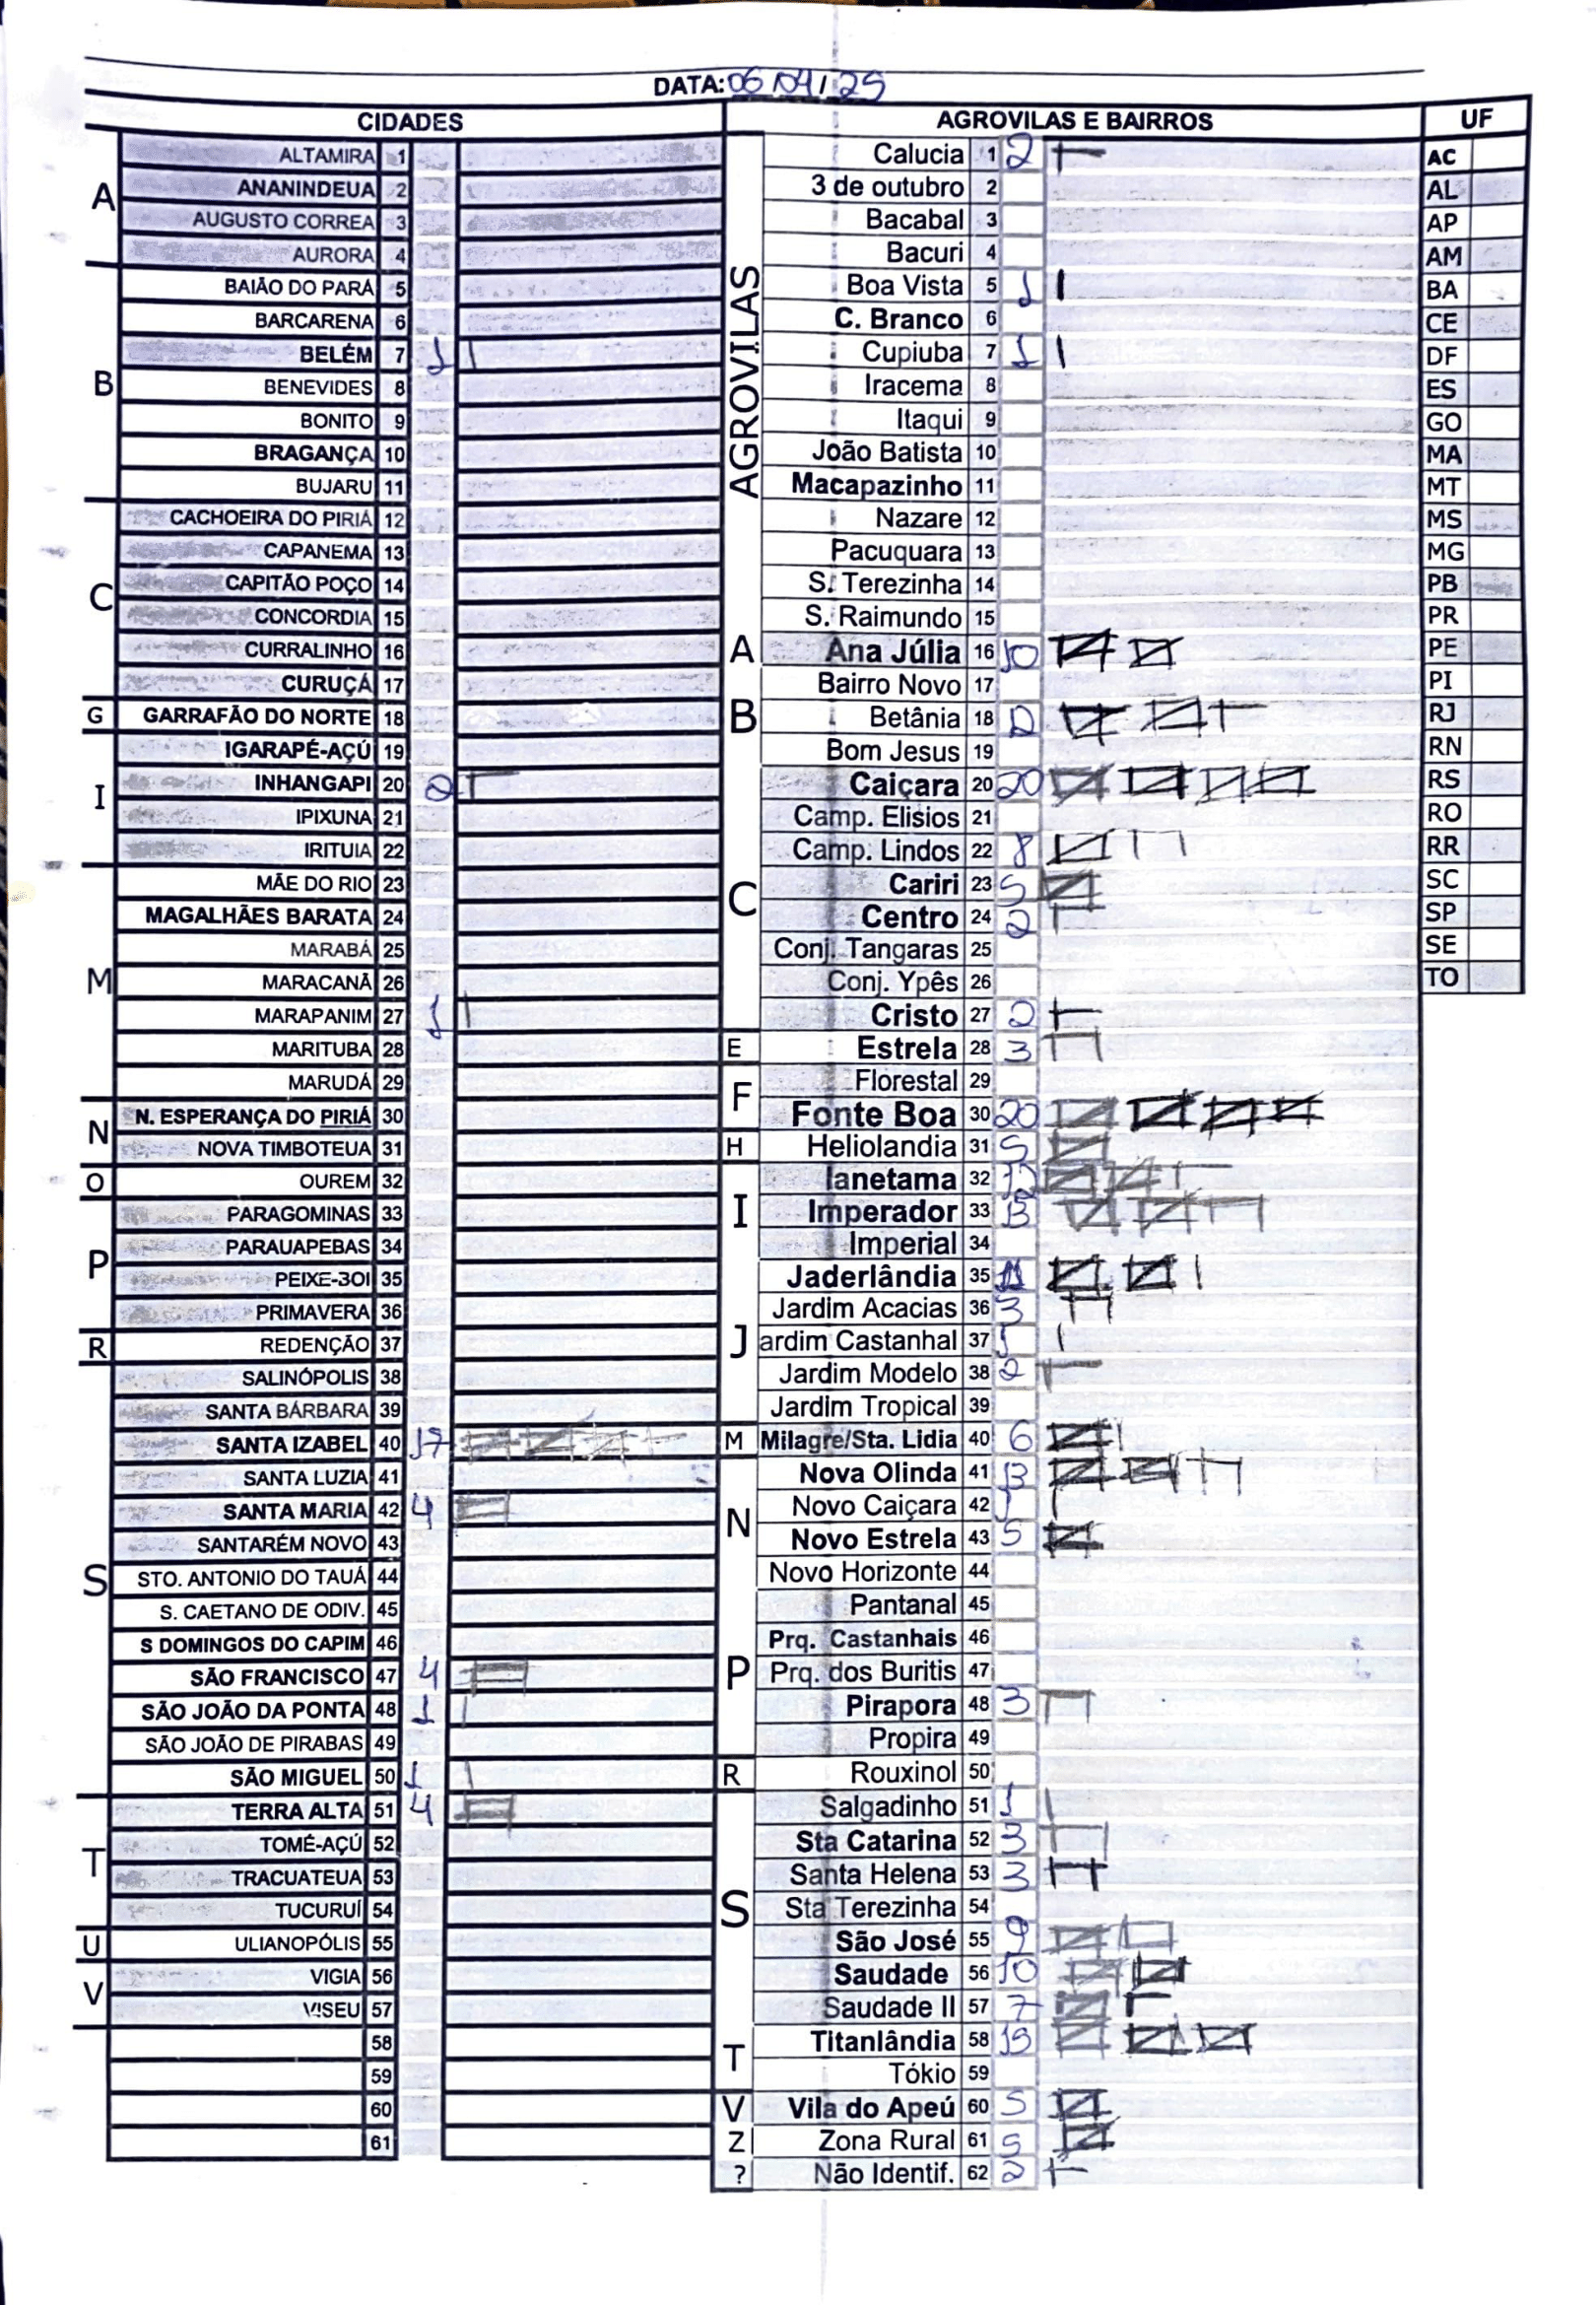 DATA: 06/04/25
CIDADES
A
ALTAMIRA 1
ANANINDEUA 2
AUGUSTO CORREA 3
AURORA 4
B
BAIÃO DO PARÁ 5
BARCARENA 6
BELÉM 7 1
BENEVIDES 8
BONITO 9
BRAGANÇA 10
BUJARU 11
C
CACHOEIRA DO PIRIÁ 12
CAPANEMA 13
CAPITÃO POÇO 14
CONCORDIA 15
CURRALINHO 16
CURUÇÁ 17
G
GARRAFÃO DO NORTE 18
I
IGARAPÉ-AÇÚ 19
INHANGAPI 20 2
IPIXUNA 21
IRITUIA 22
M
MÃE DO RIO 23
MAGALHÃES BARATA 24
MARABÁ 25
MARACANÃ 26
MARAPANIM 27 1
MARITUBA 28
MARUDÁ 29
N
N. ESPERANÇA DO PIRIÁ 30
NOVA TIMBOTEUA 31
O
OUREM 32
P
PARAGOMINAS 33
PARAUAPEBAS 34
PEIXE-BOI 35
PRIMAVERA 36
R
REDENÇÃO 37
S
SALINÓPOLIS 38
SANTA BÁRBARA 39
SANTA IZABEL 40 17
SANTA LUZIA 41
SANTA MARIA 42 4
SANTARÉM NOVO 43
STO. ANTONIO DO TAUÁ 44
S. CAETANO DE ODIV. 45
S DOMINGOS DO CAPIM 46
SÃO FRANCISCO 47 4
SÃO JOÃO DA PONTA 48 1
SÃO JOÃO DE PIRABAS 49
SÃO MIGUEL 50 1
T
TERRA ALTA 51 4
TOMÉ-AÇÚ 52
TRACUATEUA 53
TUCURUÍ 54
U
ULIANOPÓLIS 55
V
VIGIA 56
VISEU 57
58
59
60
61
AGROVILAS E BAIRROS
AGROVILAS
Calucia 1 2
3 de outubro 2
Bacabal 3
Bacuri 4
Boa Vista 5 1
C. Branco 6
Cupiuba 7 1
Iracema 8
Itaqui 9
João Batista 10
Macapazinho 11
Nazare 12
Pacuquara 13
S. Terezinha 14
S. Raimundo 15
A
Ana Júlia 16 10
Bairro Novo 17
B
Betânia 18 12
Bom Jesus 19
Caiçara 20 20
Camp. Elisios 21
Camp. Lindos 22 8
C
Cariri 23 5
Centro 24 2
Conj. Tangaras 25
Conj. Ypês 26
Cristo 27 2
E
Estrela 28 3
F
Florestal 29
Fonte Boa 30 20
H
Heliolandia 31 5
I
Ianetama 32 12
Imperador 33 13
Imperial 34
J
Jaderlândia 35 11
Jardim Acacias 36 3
ardim Castanhal 37 1
Jardim Modelo 38 2
Jardim Tropical 39
M
Milagre/Sta. Lidia 40 6
N
Nova Olinda 41 13
Novo Caiçara 42 1
Novo Estrela 43 5
Novo Horizonte 44
P
Pantanal 45
Prq. Castanhais 46
Prq. dos Buritis 47
Pirapora 48 3
Propira 49
R
Rouxinol 50
S
Salgadinho 51 1
Sta Catarina 52 3
Santa Helena 53 3
Sta Terezinha 54
São José 55 9
Saudade 56 10
Saudade II 57 7
T
Titanlândia 58 15
Tókio 59
V
Vila do Apeú 60 5
Z
Zona Rural 61 5
?
Não Identif. 62 2
UF
AC
AL
AP
AM
BA
CE
DF
ES
GO
MA
MT
MS
MG
PB
PR
PE
PI
RJ
RN
RS
RO
RR
SC
SP
SE
TO